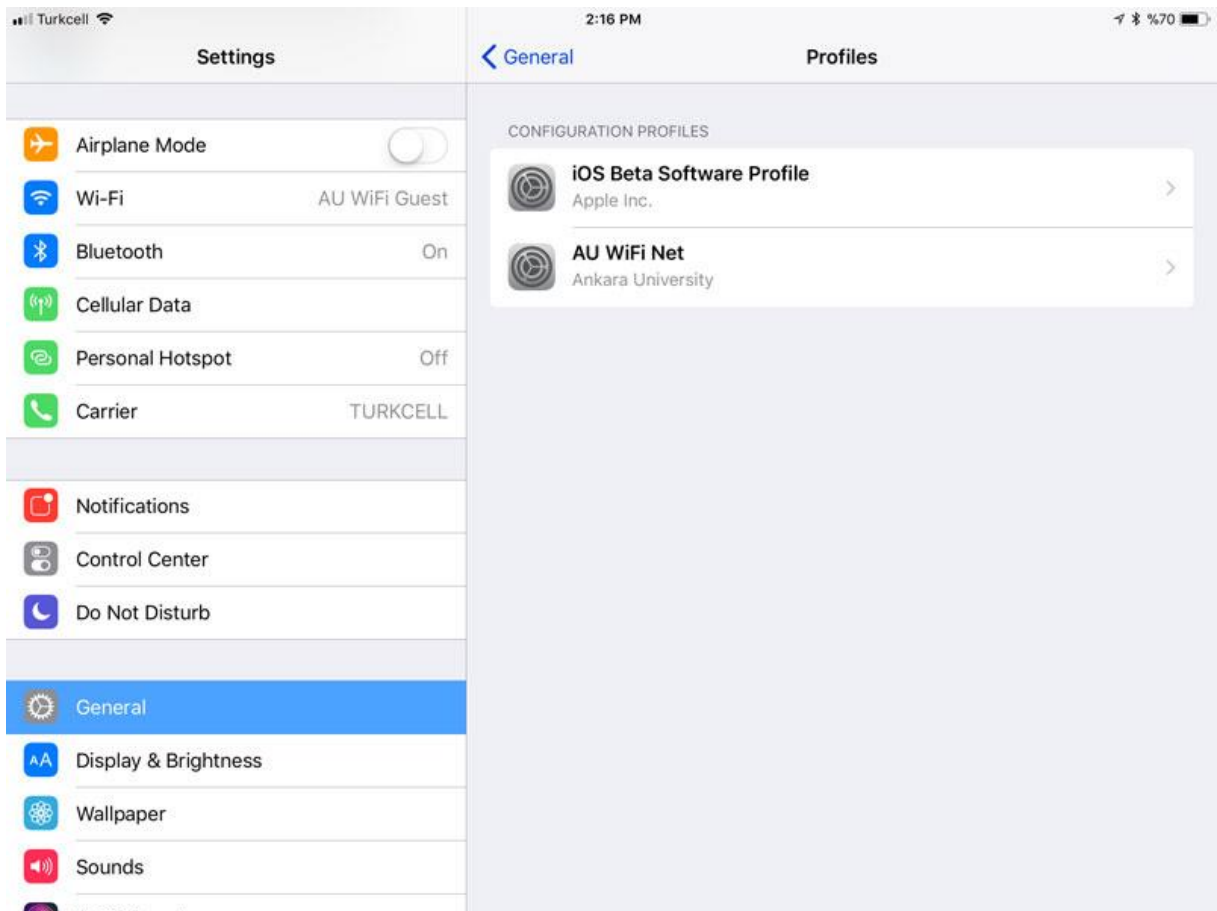 Turkcell 2:16 PM %70
Settings
General
Profiles
Airplane Mode
Wi-Fi AU WiFi Guest
Bluetooth On
Cellular Data
Personal Hotspot Off
Carrier TURKCELL
Notifications
Control Center
Do Not Disturb
General
AA Display & Brightness
Wallpaper
Sounds
CONFIGURATION PROFILES
iOS Beta Software Profile
Apple Inc.
AU WiFi Net
Ankara University